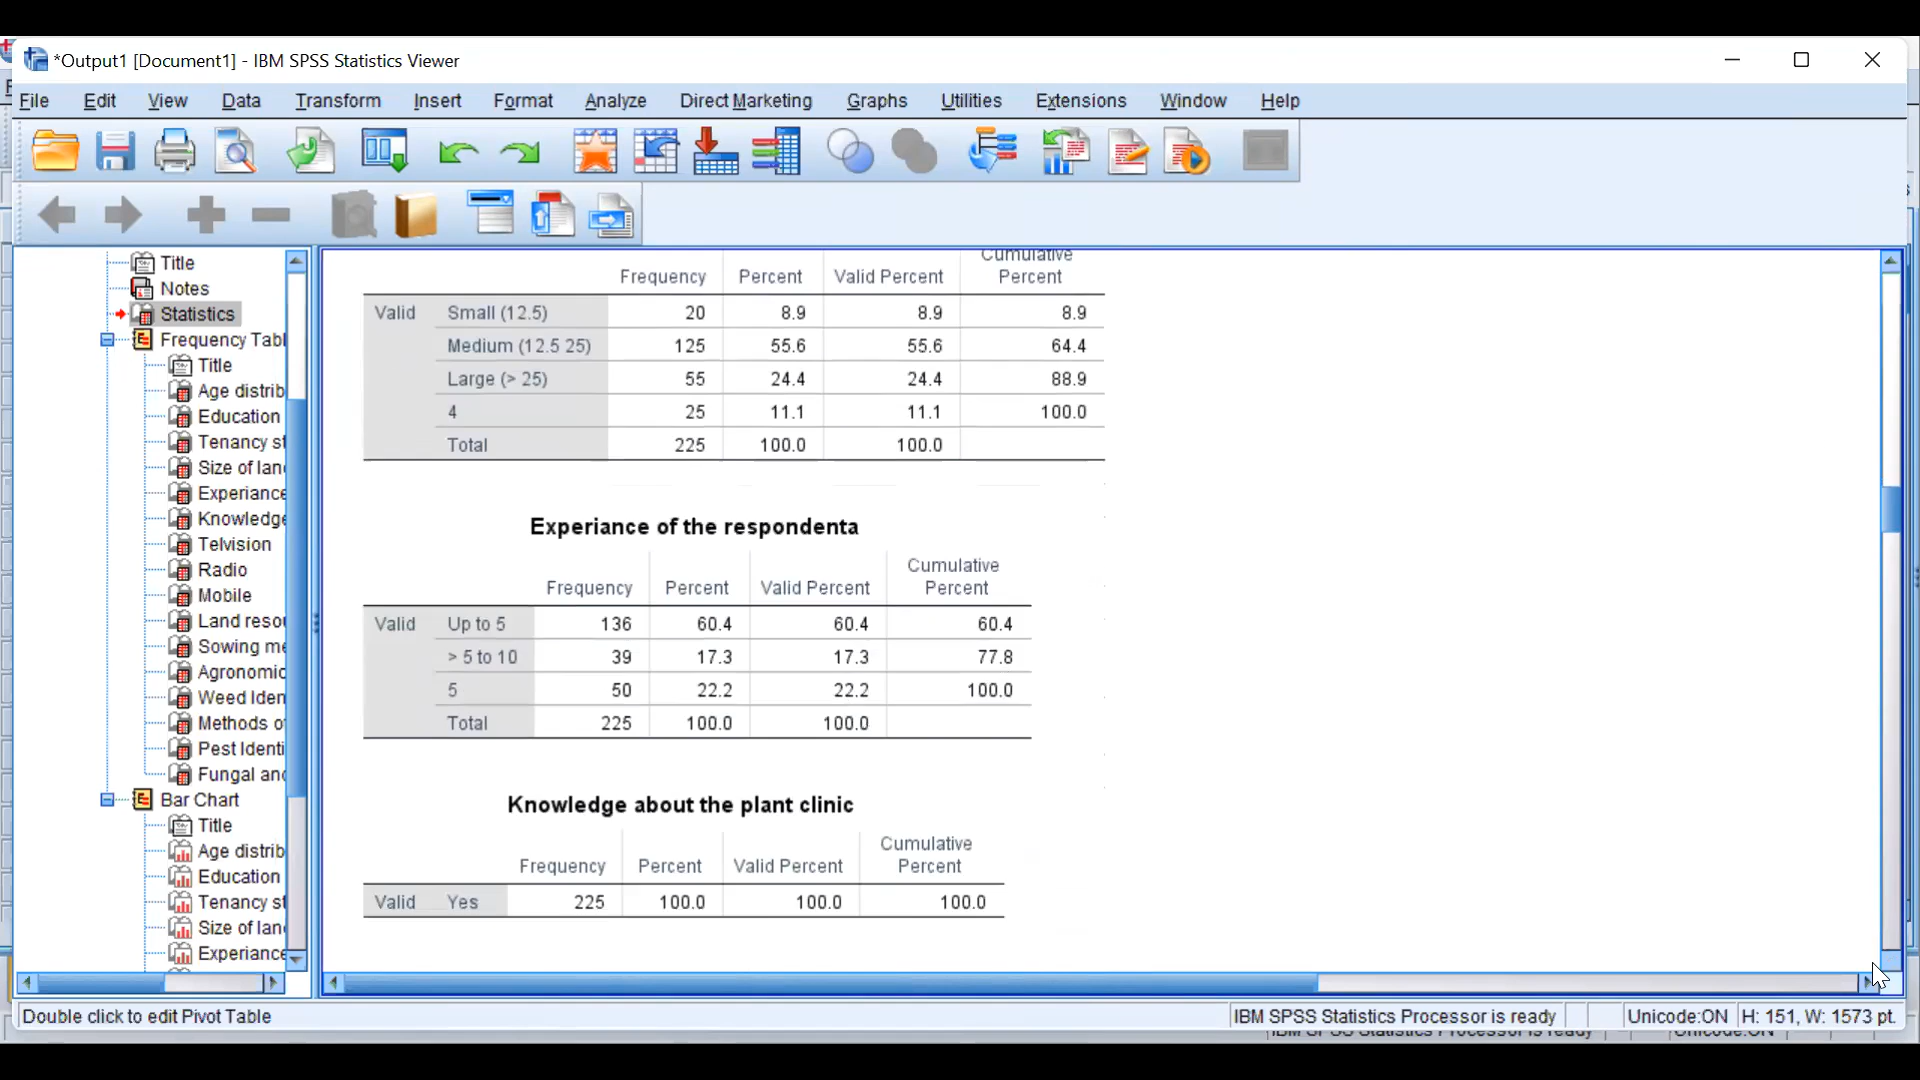 *Output1 [Document1] - IBM SPSS Statistics Viewer
File Edit View Data Transform Insert Format Analyze Direct Marketing Graphs Utilities Extensions Window Help
Title
Notes
Statistics
Frequency Tabl
Title
Age distrib
Education
Tenancy st
Size of lan
Experiance
Knowledge
Telvision
Radio
Mobile
Land resou
Sowing me
Agronomic
Weed Iden
Methods o
Pest Identi
Fungal and
Bar Chart
Title
Age distrib
Education
Tenancy st
Size of lan
Experiance
Frequency Percent Valid Percent Cumulative Percent
Valid Small (12.5) 20 8.9 8.9 8.9
Medium (12.5 25) 125 55.6 55.6 64.4
Large (> 25) 55 24.4 24.4 88.9
4 25 11.1 11.1 100.0
Total 225 100.0 100.0
Experiance of the respondenta
Frequency Percent Valid Percent Cumulative Percent
Valid Up to 5 136 60.4 60.4 60.4
> 5 to 10 39 17.3 17.3 77.8
5 50 22.2 22.2 100.0
Total 225 100.0 100.0
Knowledge about the plant clinic
Frequency Percent Valid Percent Cumulative Percent
Valid Yes 225 100.0 100.0 100.0
Double click to edit Pivot Table
IBM SPSS Statistics Processor is ready
Unicode:ON
H: 151, W: 1573 pt.